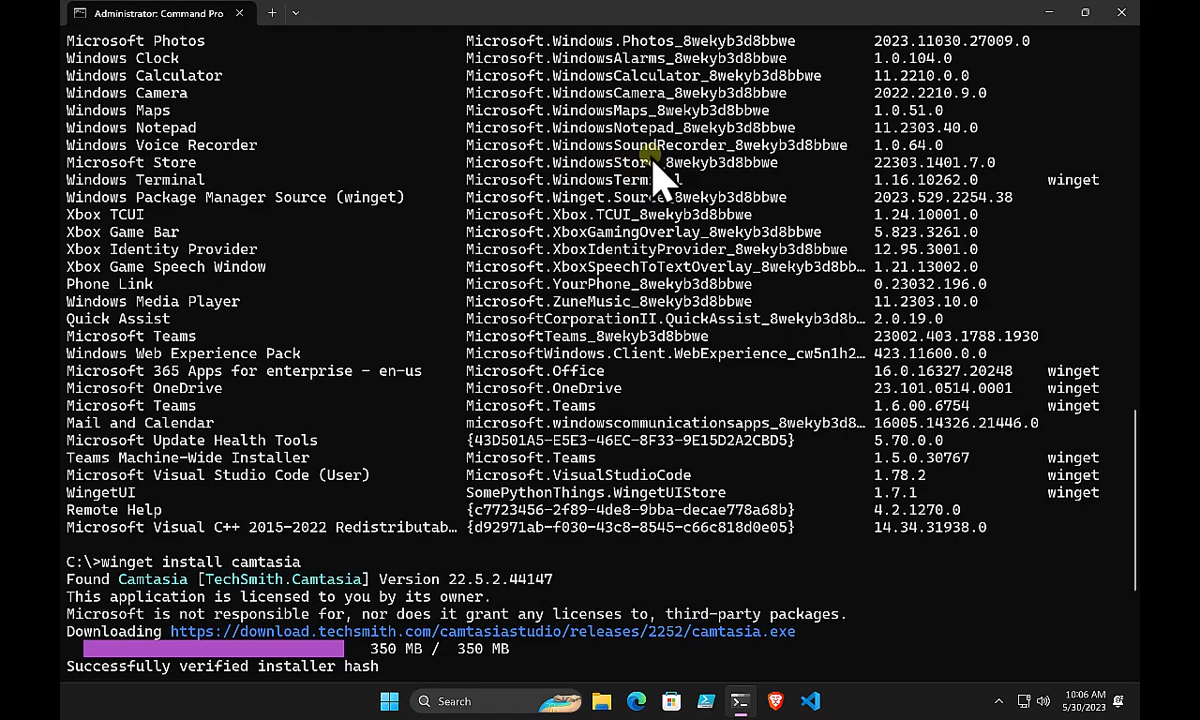 Administrator: Command Pro
Microsoft Photos Microsoft.Windows.Photos_8wekyb3d8bbwe 2023.11030.27009.0
Windows Clock Microsoft.WindowsAlarms_8wekyb3d8bbwe 1.0.104.0
Windows Calculator Microsoft.WindowsCalculator_8wekyb3d8bbwe 11.2210.0.0
Windows Camera Microsoft.WindowsCamera_8wekyb3d8bbwe 2022.2210.9.0
Windows Maps Microsoft.WindowsMaps_8wekyb3d8bbwe 1.0.51.0
Windows Notepad Microsoft.WindowsNotepad_8wekyb3d8bbwe 11.2303.40.0
Windows Voice Recorder Microsoft.WindowsSoundRecorder_8wekyb3d8bbwe 1.0.64.0
Microsoft Store Microsoft.WindowsStore_8wekyb3d8bbwe 22303.1401.7.0
Windows Terminal Microsoft.WindowsTerminal 1.16.10262.0 winget
Windows Package Manager Source (winget) Microsoft.Winget.Source_8wekyb3d8bbwe 2023.529.2254.38
Xbox TCUI Microsoft.Xbox.TCUI_8wekyb3d8bbwe 1.24.10001.0
Xbox Game Bar Microsoft.XboxGamingOverlay_8wekyb3d8bbwe 5.823.3261.0
Xbox Identity Provider Microsoft.XboxIdentityProvider_8wekyb3d8bbwe 12.95.3001.0
Xbox Game Speech Window Microsoft.XboxSpeechToTextOverlay_8wekyb3d8bb… 1.21.13002.0
Phone Link Microsoft.YourPhone_8wekyb3d8bbwe 0.23032.196.0
Windows Media Player Microsoft.ZuneMusic_8wekyb3d8bbwe 11.2303.10.0
Quick Assist MicrosoftCorporationII.QuickAssist_8wekyb3d8b… 2.0.19.0
Microsoft Teams MicrosoftTeams_8wekyb3d8bbwe 23002.403.1788.1930
Windows Web Experience Pack MicrosoftWindows.Client.WebExperience_cw5n1h2… 423.11600.0.0
Microsoft 365 Apps for enterprise - en-us Microsoft.Office 16.0.16327.20248 winget
Microsoft OneDrive Microsoft.OneDrive 23.101.0514.0001 winget
Microsoft Teams Microsoft.Teams 1.6.00.6754 winget
Mail and Calendar microsoft.windowscommunicationsapps_8wekyb3d8… 16005.14326.21446.0
Microsoft Update Health Tools {43D501A5-E5E3-46EC-8F33-9E15D2A2CBD5} 5.70.0.0
Teams Machine-Wide Installer Microsoft.Teams 1.5.0.30767 winget
Microsoft Visual Studio Code (User) Microsoft.VisualStudioCode 1.78.2 winget
WingetUI SomePythonThings.WingetUIStore 1.7.1 winget
Remote Help {c7723456-2f89-4de8-9bba-decae778a68b} 4.2.1270.0
Microsoft Visual C++ 2015-2022 Redistributab… {d92971ab-f030-43c8-8545-c66c818d0e05} 14.34.31938.0
C:\>winget install camtasia
Found Camtasia [TechSmith.Camtasia] Version 22.5.2.44147
This application is licensed to you by its owner.
Microsoft is not responsible for, nor does it grant any licenses to, third-party packages.
Downloading https://download.techsmith.com/camtasiastudio/releases/2252/camtasia.exe
350 MB / 350 MB
Successfully verified installer hash
Search
10:06 AM
5/30/2023